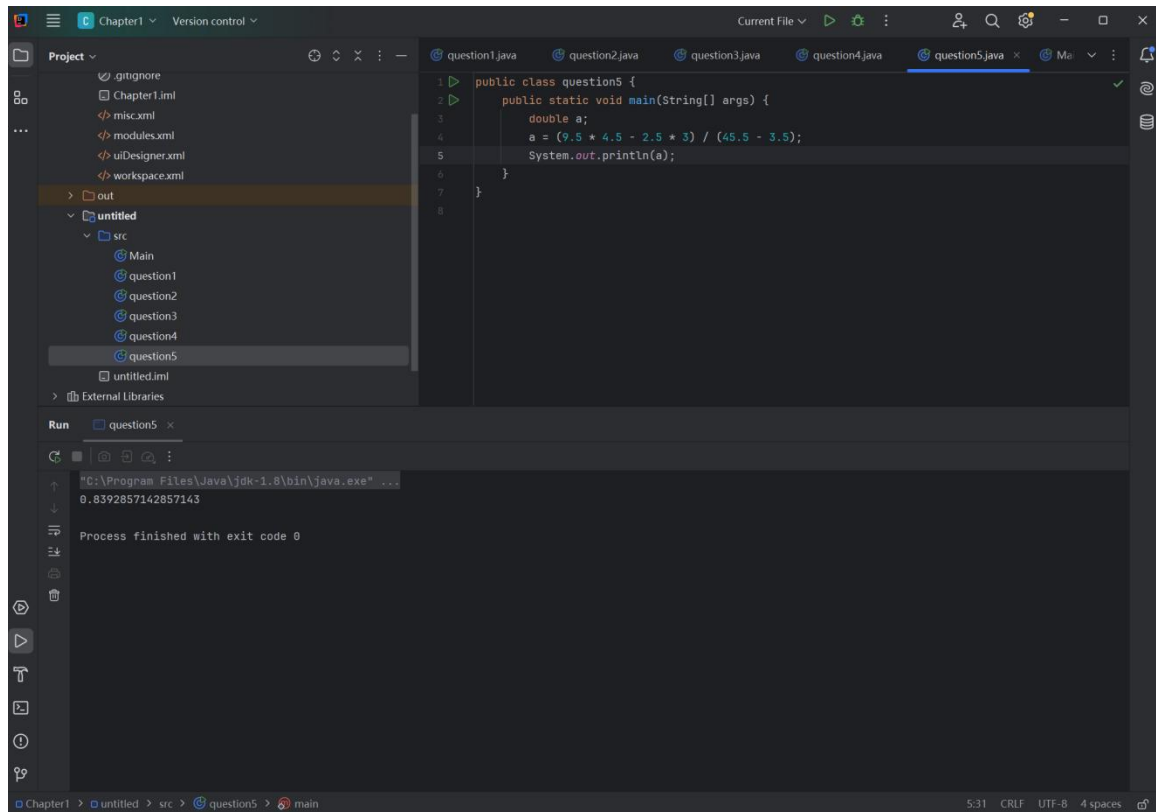 C Chapter1 Version control Current File
Project
.gitignore
Chapter1.iml
misc.xml
modules.xml
uiDesigner.xml
workspace.xml
out
untitled
src
Main
question1
question2
question3
question4
question5
untitled.iml
External Libraries
question1.java question2.java question3.java question4.java question5.java Mai
1 public class question5 {
2 public static void main(String[] args) {
3 double a;
4 a = (9.5 * 4.5 - 2.5 * 3) / (45.5 - 3.5);
5 System.out.println(a);
6 }
7 }
8
Run question5
"C:\Program Files\Java\jdk-1.8\bin\java.exe" ...
0.8392857142857143
Process finished with exit code 0
Chapter1 > untitled > src > question5 > main 5:31 CRLF UTF-8 4 spaces